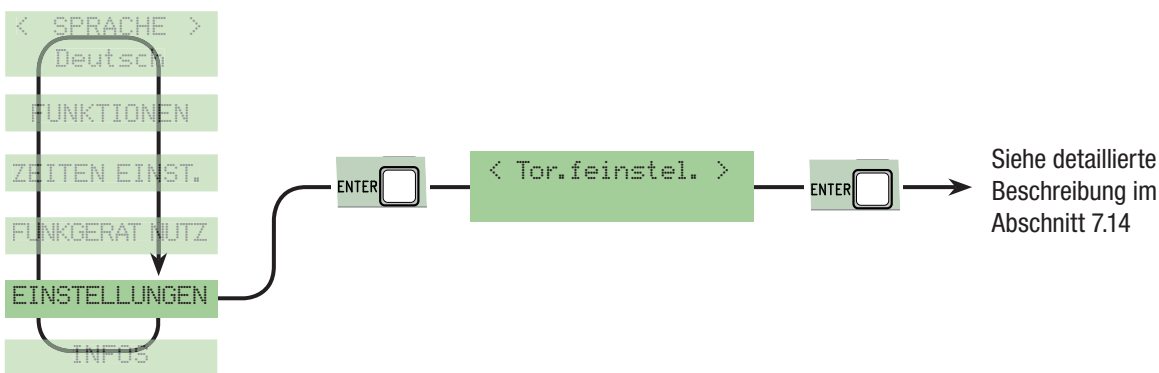 < SPRACHE >
Deutsch
FUNKTIONEN
ZEITEN EINST.
FUNKGERAT NUTZ
EINSTELLUNGEN
INFOS
ENTER
< Tor.feinstel. >
ENTER
Siehe detaillierte
Beschreibung im
Abschnitt 7.14